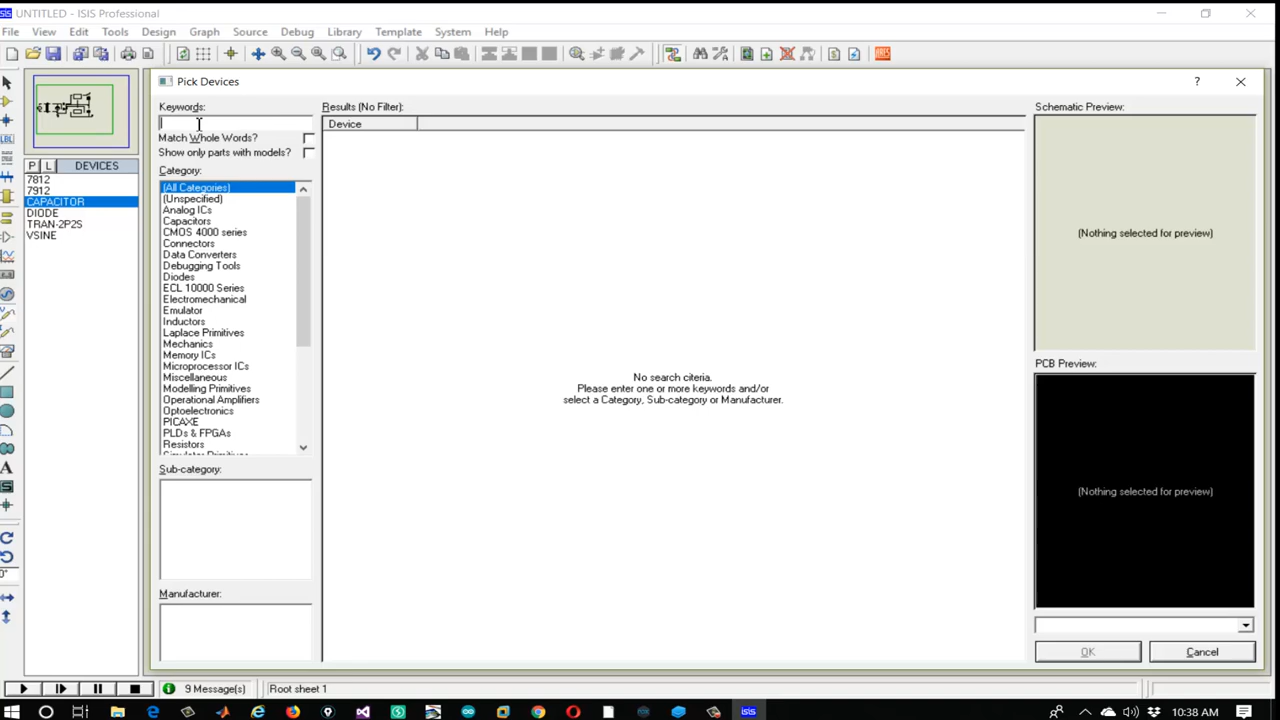 UNTITLED - ISIS Professional
File View Edit Tools Design Graph Source Debug Library Template System Help
ARES
LBL
P L DEVICES
7812
7912
CAPACITOR
DIODE
TRAN-2P2S
VSINE
Pick Devices
?
Keywords:
Match Whole Words?
Show only parts with models?
Category:
(All Categories)
(Unspecified)
Analog ICs
Capacitors
CMOS 4000 series
Connectors
Data Converters
Debugging Tools
Diodes
ECL 10000 Series
Electromechanical
Emulator
Inductors
Laplace Primitives
Mechanics
Memory ICs
Microprocessor ICs
Miscellaneous
Modelling Primitives
Operational Amplifiers
Optoelectronics
PICAXE
PLDs & FPGAs
Resistors
Simulator Primitives
Sub-category:
Manufacturer:
Results (No Filter):
Device
No search citeria.
Please enter one or more keywords and/or
select a Category, Sub-category or Manufacturer.
Schematic Preview:
(Nothing selected for preview)
PCB Preview:
(Nothing selected for preview)
OK Cancel
A
9 Message(s)
Root sheet 1
isis
10:38 AM